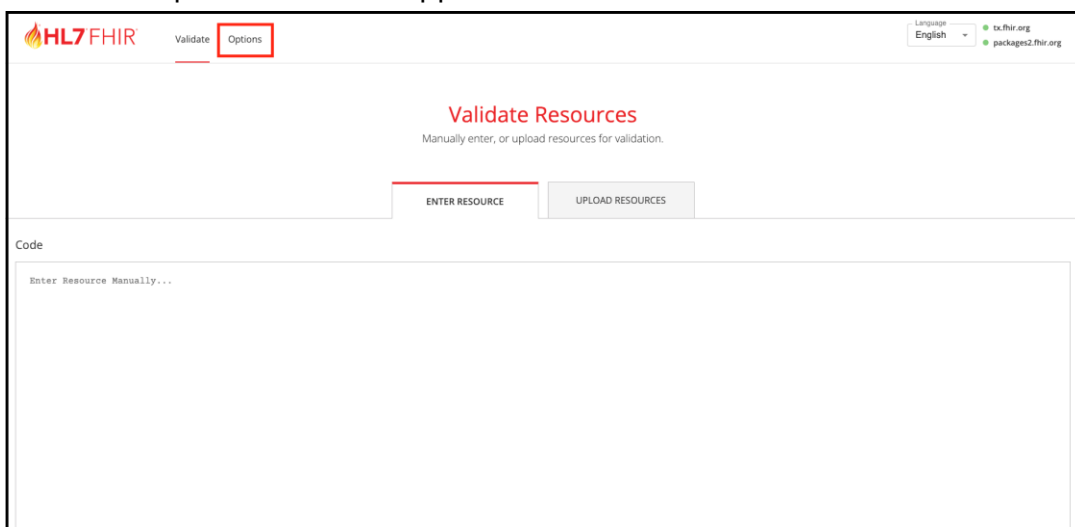 HL7 FHIR
Validate Options
Language
English
tx.fhir.org
packages2.fhir.org
Validate Resources
Manually enter, or upload resources for validation.
ENTER RESOURCE UPLOAD RESOURCES
Code
Enter Resource Manually...